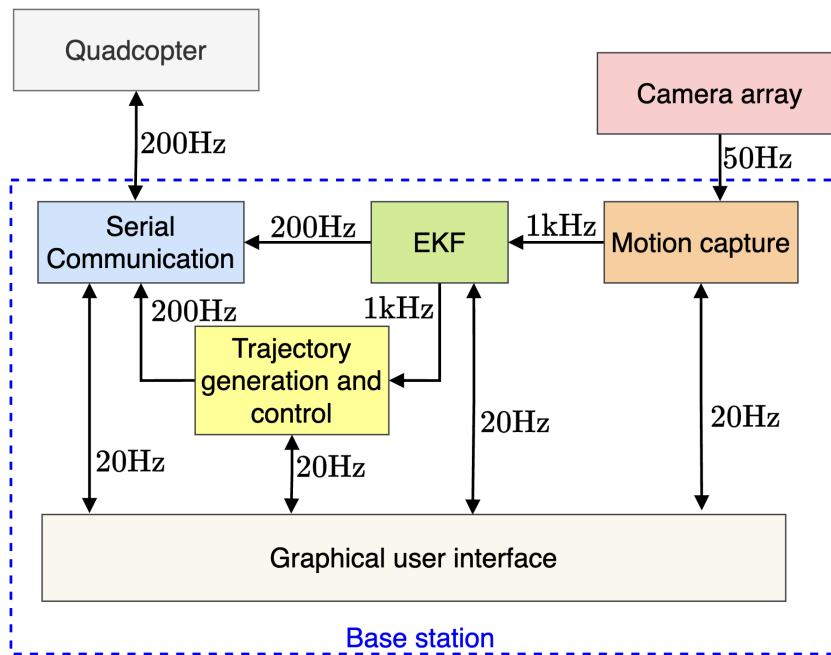 Quadcopter
Camera array
200Hz
50Hz
Serial
Communication
200Hz
EKF
1kHz
Motion capture
200Hz
1kHz
Trajectory
generation and
control
20Hz
20Hz
20Hz
20Hz
Graphical user interface
Base station